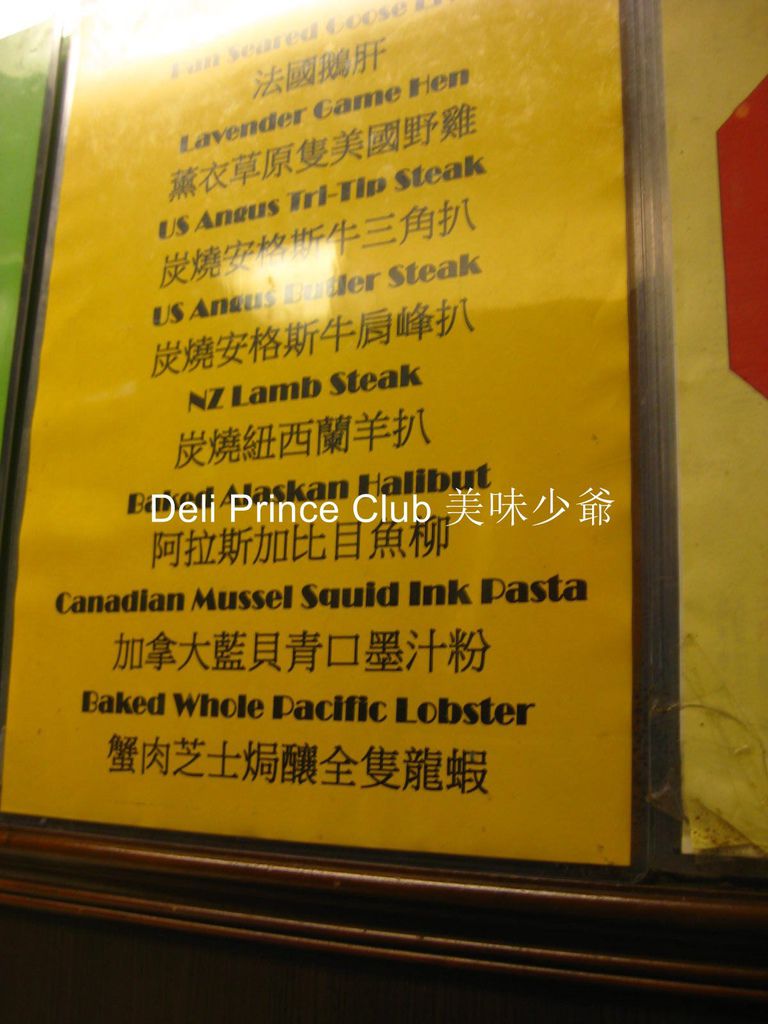 Pan Seared Goose
法國鵝肝
Lavender Game Hen
薰衣草原隻美國野雞
US Angus Tri-Tip Steak
炭燒安格斯牛三角扒
US Angus Butler Steak
炭燒安格斯牛肩峰扒
NZ Lamb Steak
炭燒紐西蘭羊扒
Baked Alaskan Halibut
Deli Prince Club 美味少爺
阿拉斯加比目魚柳
Canadian Mussel Squid Ink Pasta
加拿大藍貝青口墨汁粉
Baked Whole Pacific Lobster
蟹肉芝士焗釀全隻龍蝦